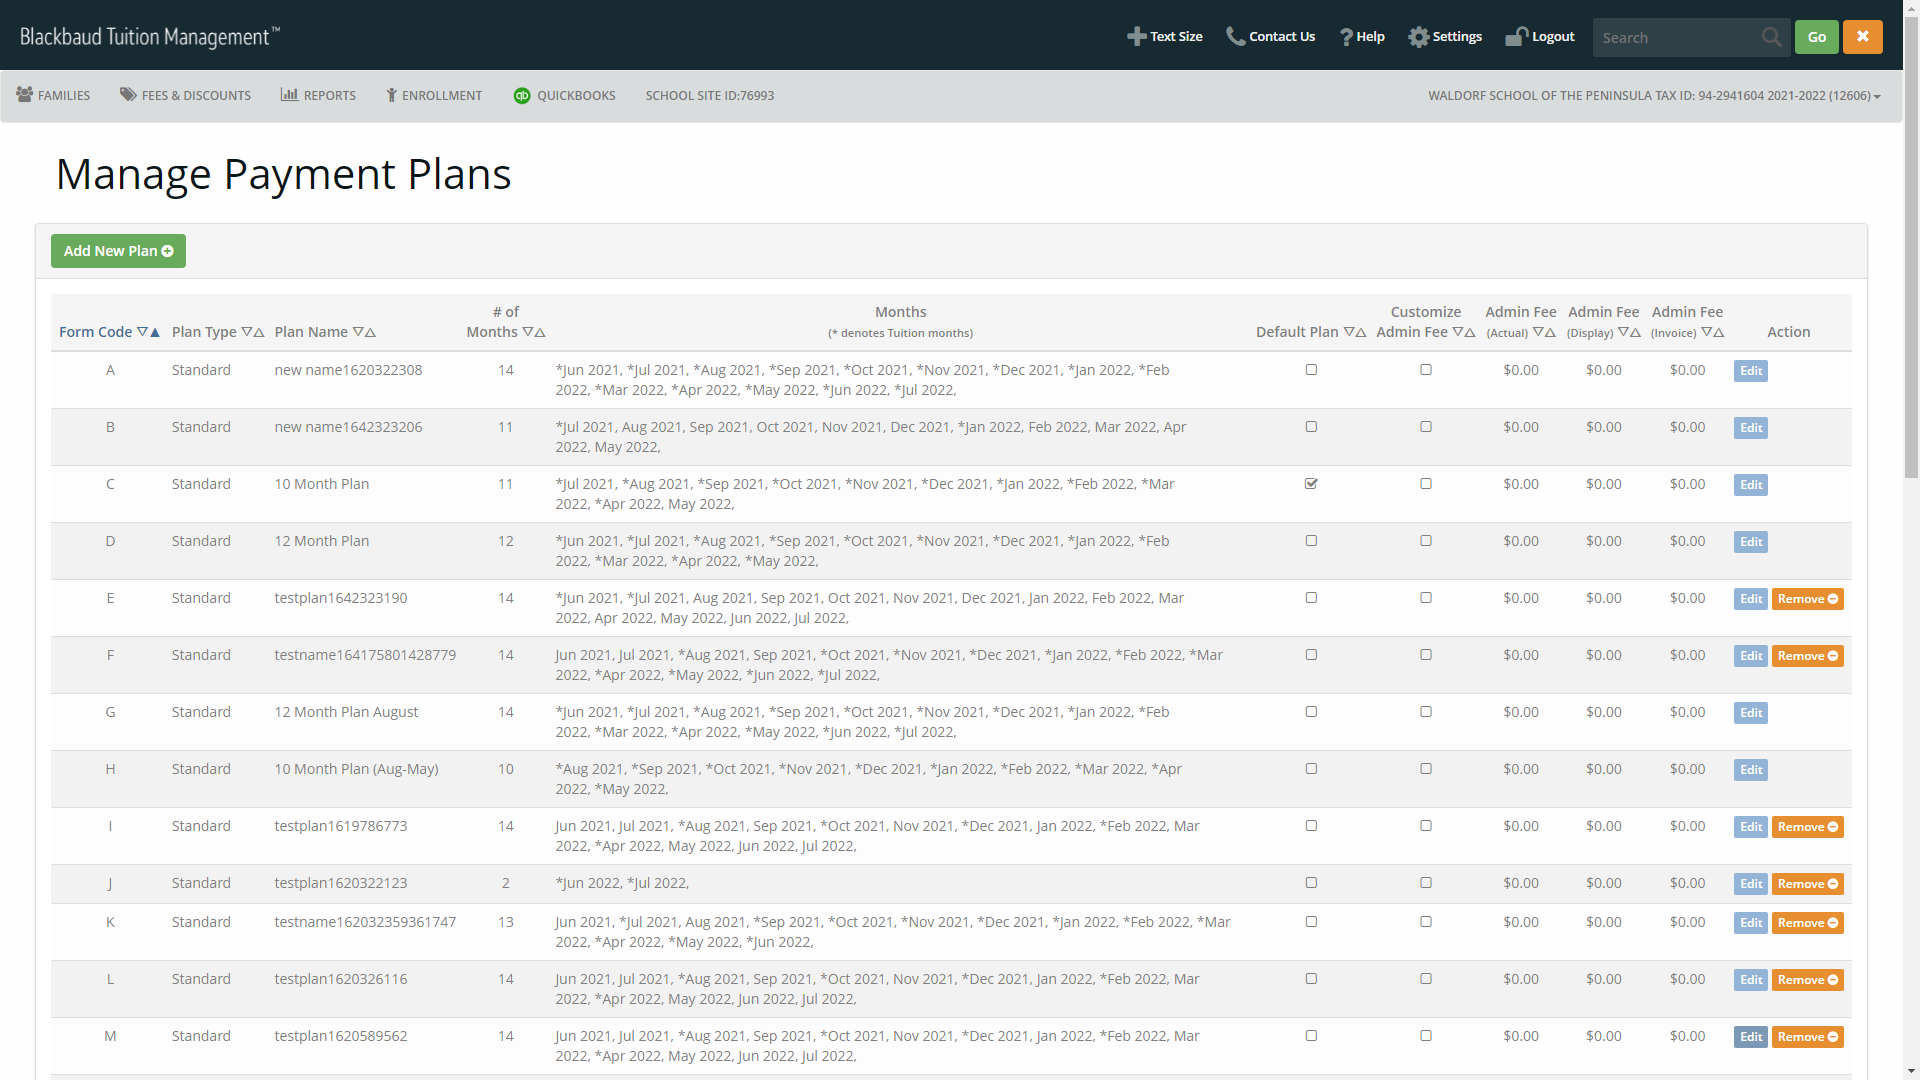 Blackbaud Tuition Management™
Text Size
Contact Us
Help
Settings
Logout
Search
Go
FAMILIES
FEES & DISCOUNTS
REPORTS
ENROLLMENT
qb QUICKBOOKS
SCHOOL SITE ID:76993
WALDORF SCHOOL OF THE PENINSULA TAX ID: 94-2941604 2021-2022 (12606)
Manage Payment Plans
Add New Plan
Form Code
Plan Type
Plan Name
# of
Months
Months
(* denotes Tuition months)
Default Plan
Customize
Admin Fee
Admin Fee
(Actual)
Admin Fee
(Display)
Admin Fee
(Invoice)
Action
A Standard new name1620322308 14 *Jun 2021, *Jul 2021, *Aug 2021, *Sep 2021, *Oct 2021, *Nov 2021, *Dec 2021, *Jan 2022, *Feb $0.00 $0.00 $0.00 Edit
2022, *Mar 2022, *Apr 2022, *May 2022, *Jun 2022, *Jul 2022,
B Standard new name1642323206 11 *Jul 2021, Aug 2021, Sep 2021, Oct 2021, Nov 2021, Dec 2021, *Jan 2022, Feb 2022, Mar 2022, Apr $0.00 $0.00 $0.00 Edit
2022, May 2022,
C Standard 10 Month Plan 11 *Jul 2021, *Aug 2021, *Sep 2021, *Oct 2021, *Nov 2021, *Dec 2021, *Jan 2022, *Feb 2022, *Mar $0.00 $0.00 $0.00 Edit
2022, *Apr 2022, May 2022,
D Standard 12 Month Plan 12 *Jun 2021, *Jul 2021, *Aug 2021, *Sep 2021, *Oct 2021, *Nov 2021, *Dec 2021, *Jan 2022, *Feb $0.00 $0.00 $0.00 Edit
2022, *Mar 2022, *Apr 2022, *May 2022,
E Standard testplan1642323190 14 *Jun 2021, *Jul 2021, Aug 2021, Sep 2021, Oct 2021, Nov 2021, Dec 2021, Jan 2022, Feb 2022, Mar $0.00 $0.00 $0.00 Edit Remove
2022, Apr 2022, May 2022, Jun 2022, Jul 2022,
F Standard testname164175801428779 14 Jun 2021, Jul 2021, *Aug 2021, Sep 2021, *Oct 2021, *Nov 2021, *Dec 2021, *Jan 2022, *Feb 2022, *Mar $0.00 $0.00 $0.00 Edit Remove
2022, *Apr 2022, *May 2022, *Jun 2022, *Jul 2022,
G Standard 12 Month Plan August 14 *Jun 2021, *Jul 2021, *Aug 2021, *Sep 2021, *Oct 2021, *Nov 2021, *Dec 2021, *Jan 2022, *Feb $0.00 $0.00 $0.00 Edit
2022, *Mar 2022, *Apr 2022, *May 2022, *Jun 2022, *Jul 2022,
H Standard 10 Month Plan (Aug-May) 10 *Aug 2021, *Sep 2021, *Oct 2021, *Nov 2021, *Dec 2021, *Jan 2022, *Feb 2022, *Mar 2022, *Apr $0.00 $0.00 $0.00 Edit
2022, *May 2022,
I Standard testplan1619786773 14 Jun 2021, Jul 2021, *Aug 2021, Sep 2021, *Oct 2021, Nov 2021, *Dec 2021, Jan 2022, *Feb 2022, Mar $0.00 $0.00 $0.00 Edit Remove
2022, *Apr 2022, May 2022, Jun 2022, Jul 2022,
J Standard testplan1620322123 2 *Jun 2022, *Jul 2022, $0.00 $0.00 $0.00 Edit Remove
K Standard testname162032359361747 13 Jun 2021, *Jul 2021, Aug 2021, *Sep 2021, *Oct 2021, *Nov 2021, *Dec 2021, *Jan 2022, *Feb 2022, *Mar $0.00 $0.00 $0.00 Edit Remove
2022, *Apr 2022, *May 2022, *Jun 2022,
L Standard testplan1620326116 14 Jun 2021, Jul 2021, *Aug 2021, Sep 2021, *Oct 2021, Nov 2021, *Dec 2021, Jan 2022, *Feb 2022, Mar $0.00 $0.00 $0.00 Edit Remove
2022, *Apr 2022, May 2022, Jun 2022, Jul 2022,
M Standard testplan1620589562 14 Jun 2021, Jul 2021, *Aug 2021, Sep 2021, *Oct 2021, Nov 2021, *Dec 2021, Jan 2022, *Feb 2022, Mar $0.00 $0.00 $0.00 Edit Remove
2022, *Apr 2022, May 2022, Jun 2022, Jul 2022,